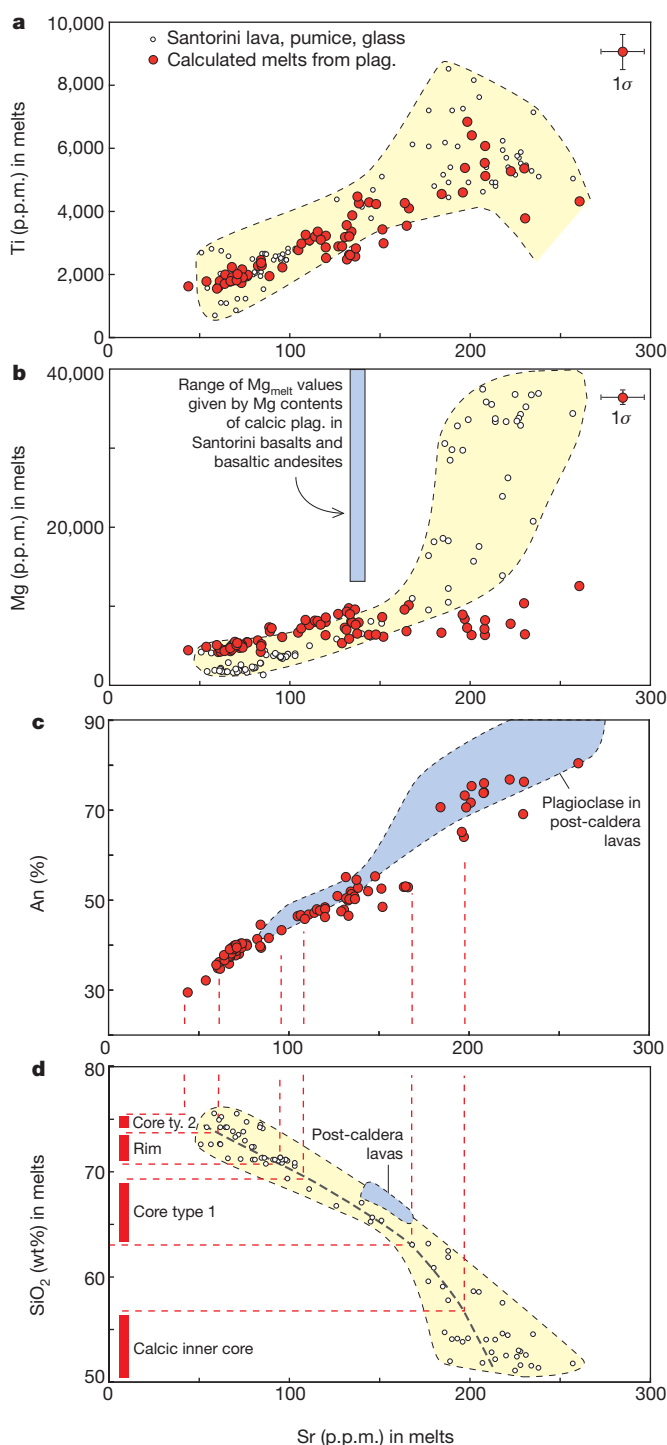 a
10,000
8,000
6,000
4,000
2,000
0
Ti (p.p.m.) in melts
Santorini lava, pumice, glass
Calculated melts from plag.
1σ
0
100
200
300
b
40,000
20,000
0
Mg (p.p.m.) in melts
Range of Mgmelt values
given by Mg contents
of calcic plag. in
Santorini basalts and
basaltic andesites
1σ
0
100
200
300
c
90
70
50
30
An (%)
Plagioclase in
post-caldera
lavas
0
100
200
300
d
80
70
60
50
SiO2 (wt%) in melts
Core ty. 2
Rim
Core type 1
Calcic inner core
Post-caldera
lavas
0
100
200
300
Sr (p.p.m.) in melts